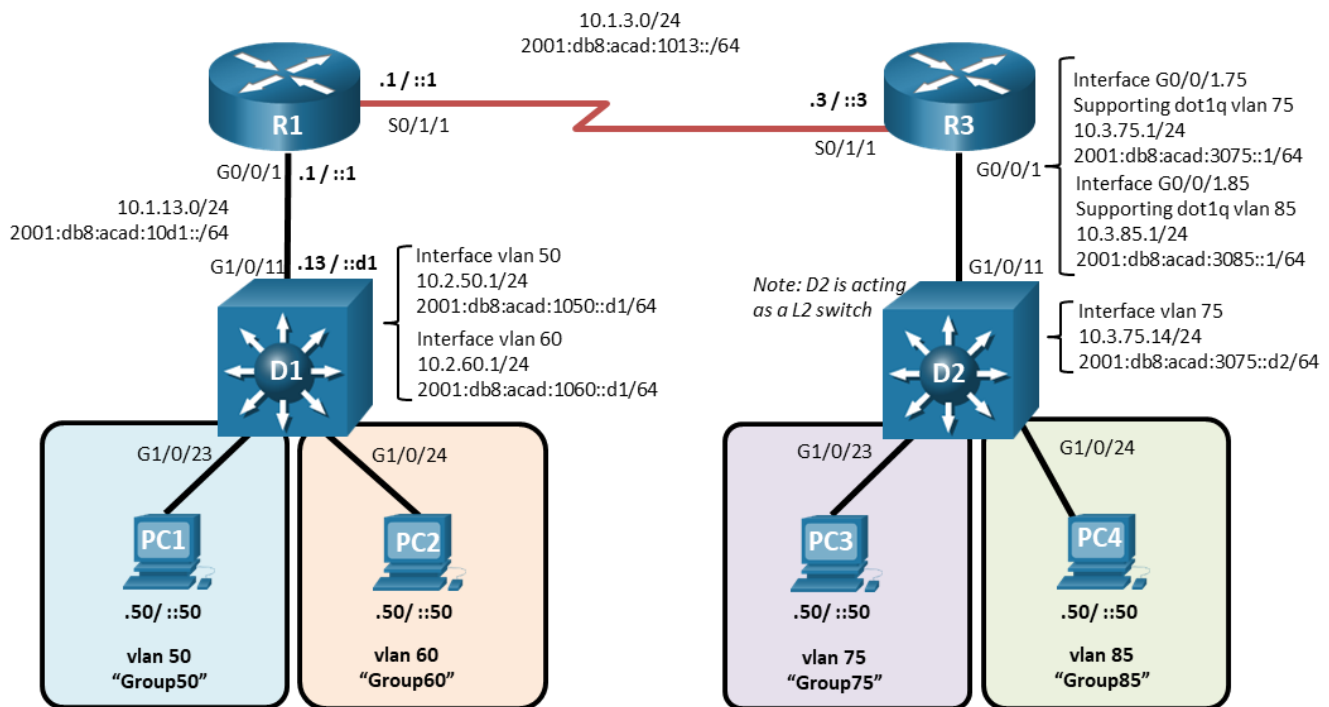 10.1.3.0/24
2001:db8:acad:1013::/64
.1 / ::1
R1
S0/1/1
.3 / ::3
R3
S0/1/1
G0/0/1
.1 / ::1
G0/0/1
Interface G0/0/1.75
Supporting dot1q vlan 75
10.3.75.1/24
2001:db8:acad:3075::1/64
Interface G0/0/1.85
Supporting dot1q vlan 85
10.3.85.1/24
2001:db8:acad:3085::1/64
10.1.13.0/24
2001:db8:acad:10d1::/64
G1/0/11
.13 / ::d1
Interface vlan 50
10.2.50.1/24
2001:db8:acad:1050::d1/64
Interface vlan 60
10.2.60.1/24
2001:db8:acad:1060::d1/64
D1
Note: D2 is acting
as a L2 switch
G1/0/11
Interface vlan 75
10.3.75.14/24
2001:db8:acad:3075::d2/64
D2
G1/0/23
G1/0/24
G1/0/23
G1/0/24
PC1
PC2
PC3
PC4
.50/ ::50
.50/ ::50
.50/ ::50
.50/ ::50
vlan 50
“Group50”
vlan 60
“Group60”
vlan 75
“Group75”
vlan 85
“Group85”